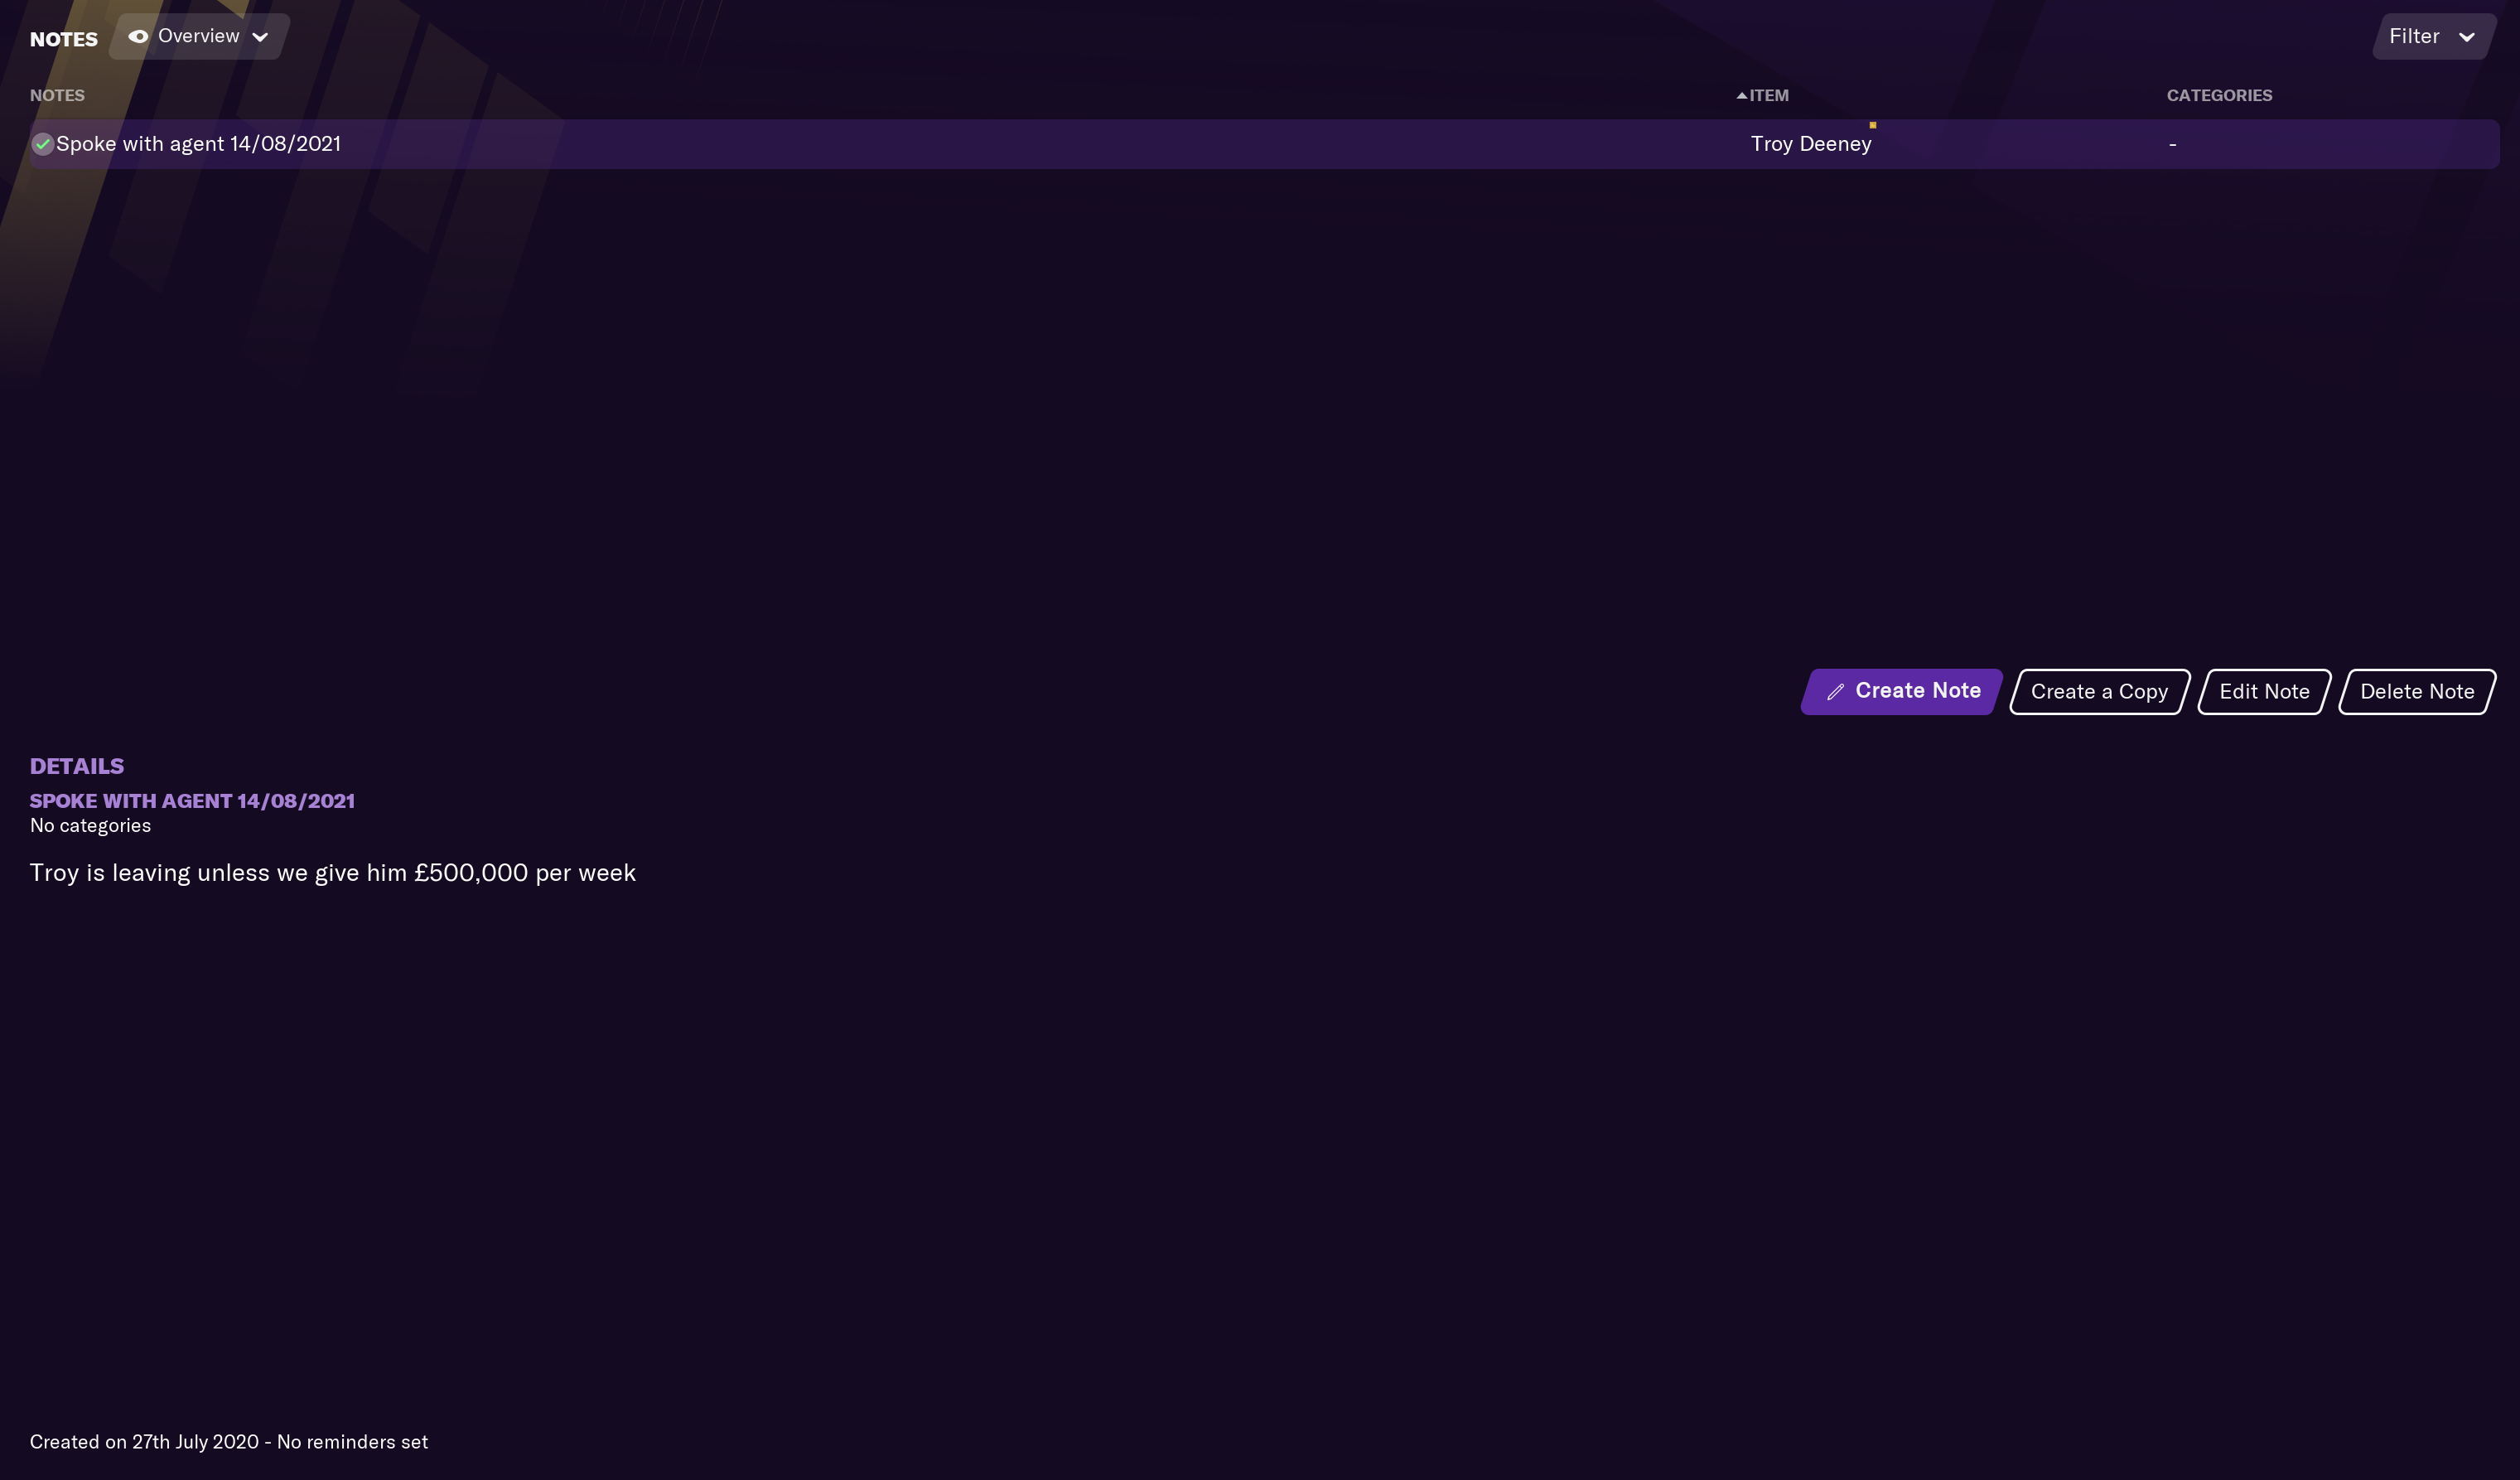 NOTES Overview Filter
NOTES ITEM CATEGORIES
Spoke with agent 14/08/2021 Troy Deeney -
Create Note Create a Copy Edit Note Delete Note
DETAILS
SPOKE WITH AGENT 14/08/2021
No categories
Troy is leaving unless we give him £500,000 per week
Created on 27th July 2020 - No reminders set